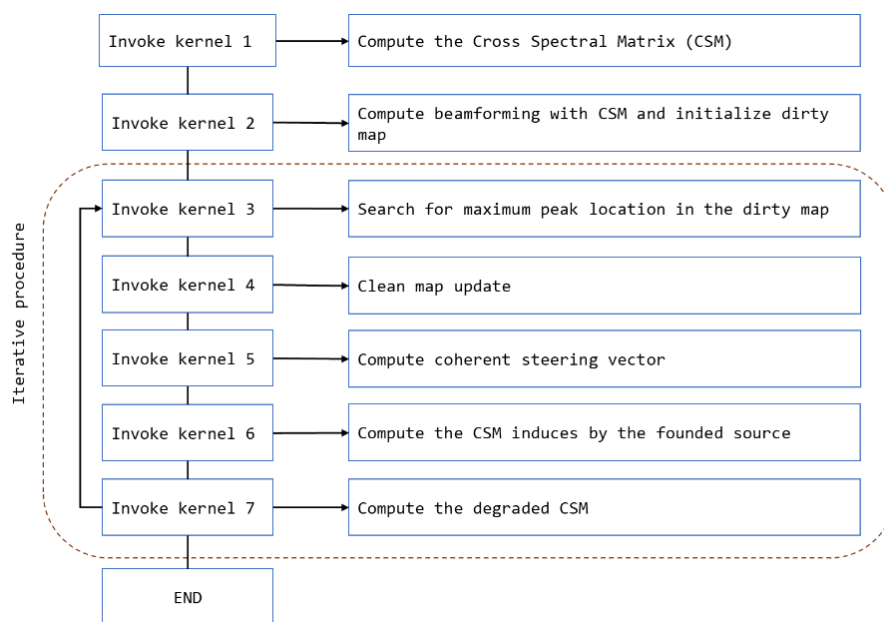 Invoke kernel 1
Compute the Cross Spectral Matrix (CSM)
Invoke kernel 2
Compute beamforming with CSM and initialize dirty
map
Iterative procedure
Invoke kernel 3
Search for maximum peak location in the dirty map
Invoke kernel 4
Clean map update
Invoke kernel 5
Compute coherent steering vector
Invoke kernel 6
Compute the CSM induces by the founded source
Invoke kernel 7
Compute the degraded CSM
END